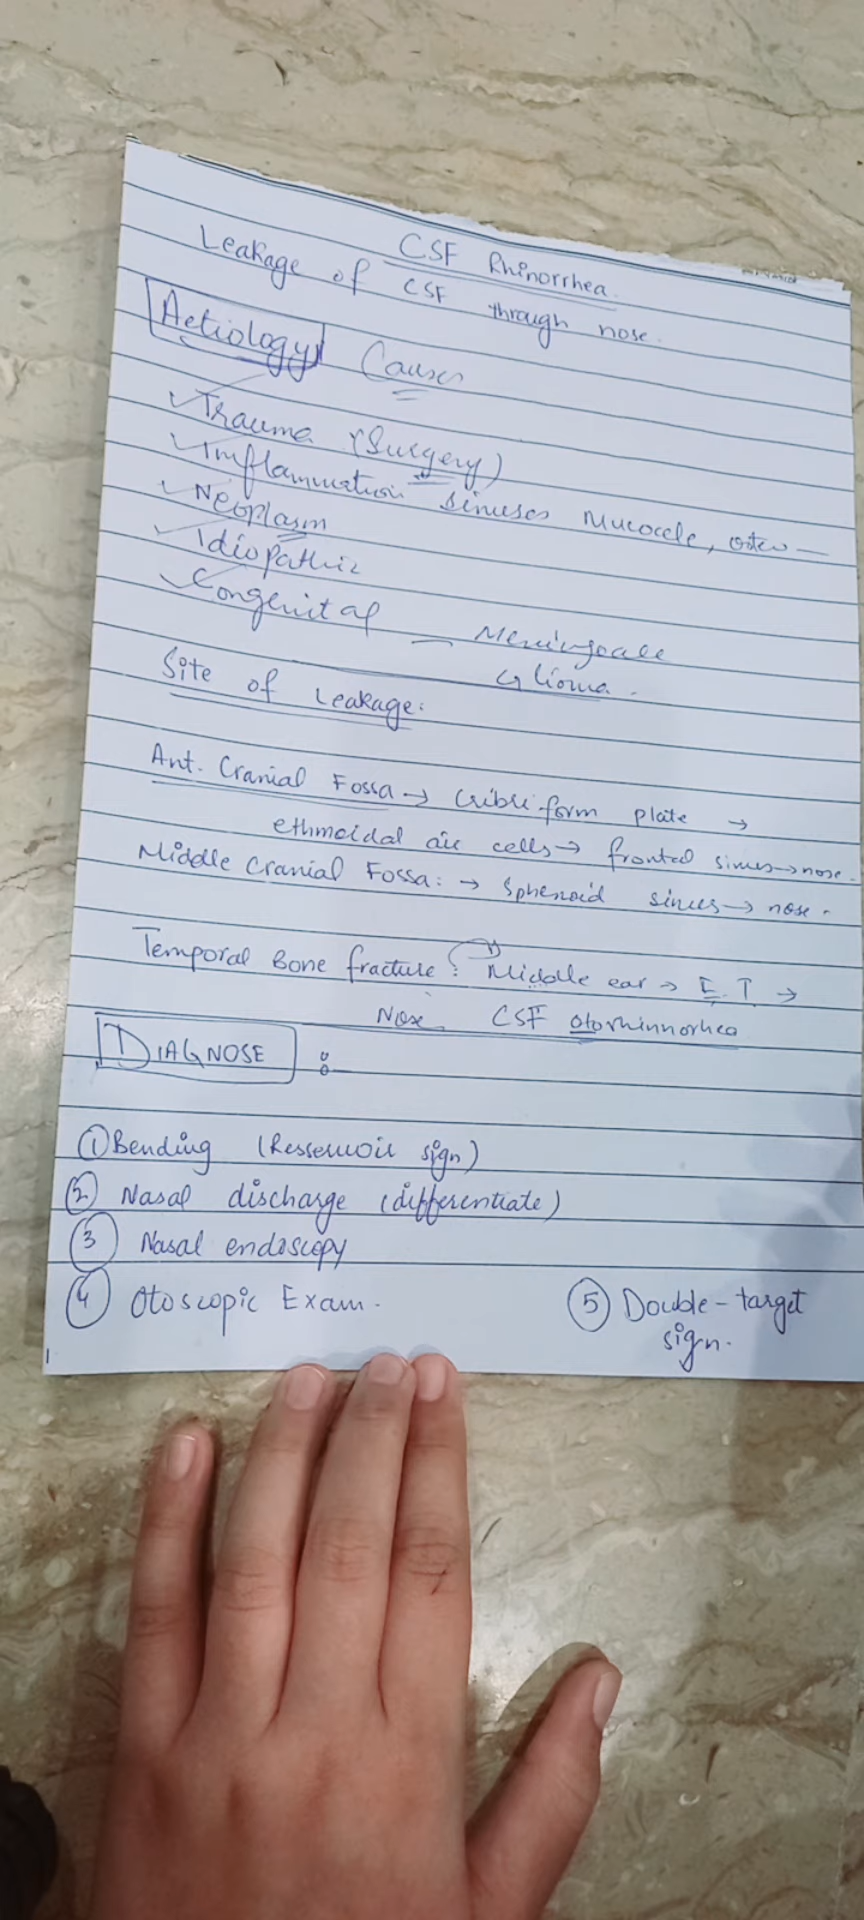 CSF Rhinorrhea.
Leakage of CSF through nose.
Aetiology Causes
Trauma (Surgery)
Inflammation sinuses Mucocele, osteo —
Neoplasm
Idiopathic
Congenital — Meningocele
Glioma.
Site of Leakage:
Ant. Cranial Fossa → Cribriform plate →
ethmoidal air cells → frontal sinus → nose.
Middle Cranial Fossa: → Sphenoid sinus → nose.
Temporal Bone fracture: Middle ear → E.T →
Nose. CSF otorhinnorhea
DIAGNOSE :
① Bending (Resservoir sign)
② Nasal discharge (differentiate)
③ Nasal endoscopy
④ Otoscopic Exam.
⑤ Double-target
sign.